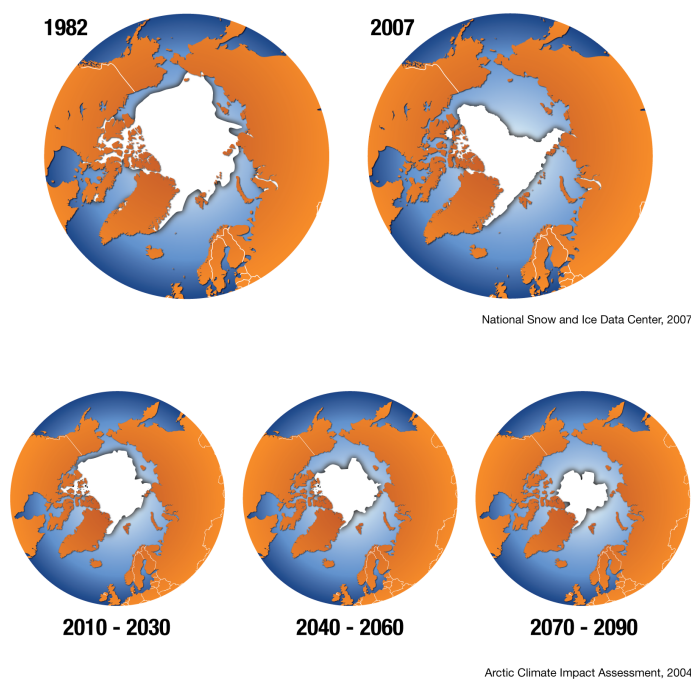 1982
2007
National Snow and Ice Data Center, 2007
2010 - 2030
2040 - 2060
2070 - 2090
Arctic Climate Impact Assessment, 2004